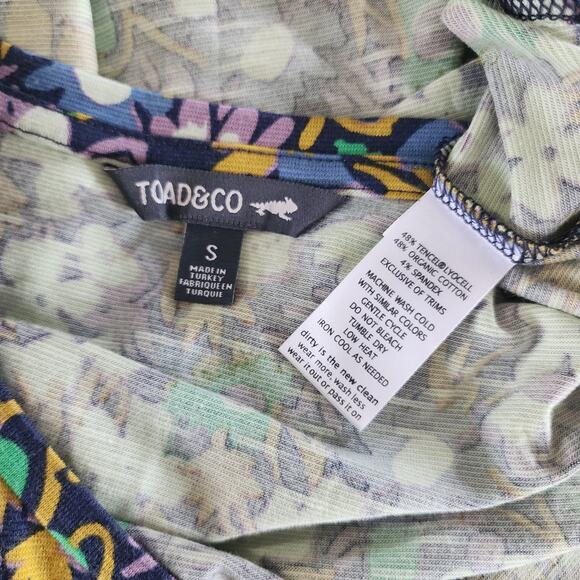 TOAD&CO
S
MADE IN
TURKEY
FABRIQUE EN
TURQUIE
48% TENCEL®LYOCELL
48% ORGANIC COTTON
4% SPANDEX
EXCLUSIVE OF TRIMS
MACHINE WASH COLD
WITH SIMILAR COLORS
GENTLE CYCLE
DO NOT BLEACH
TUMBLE DRY
LOW HEAT
IRON COOL AS NEEDED
dirty is the new clean
wear more, wash less
wear it out or pass it on